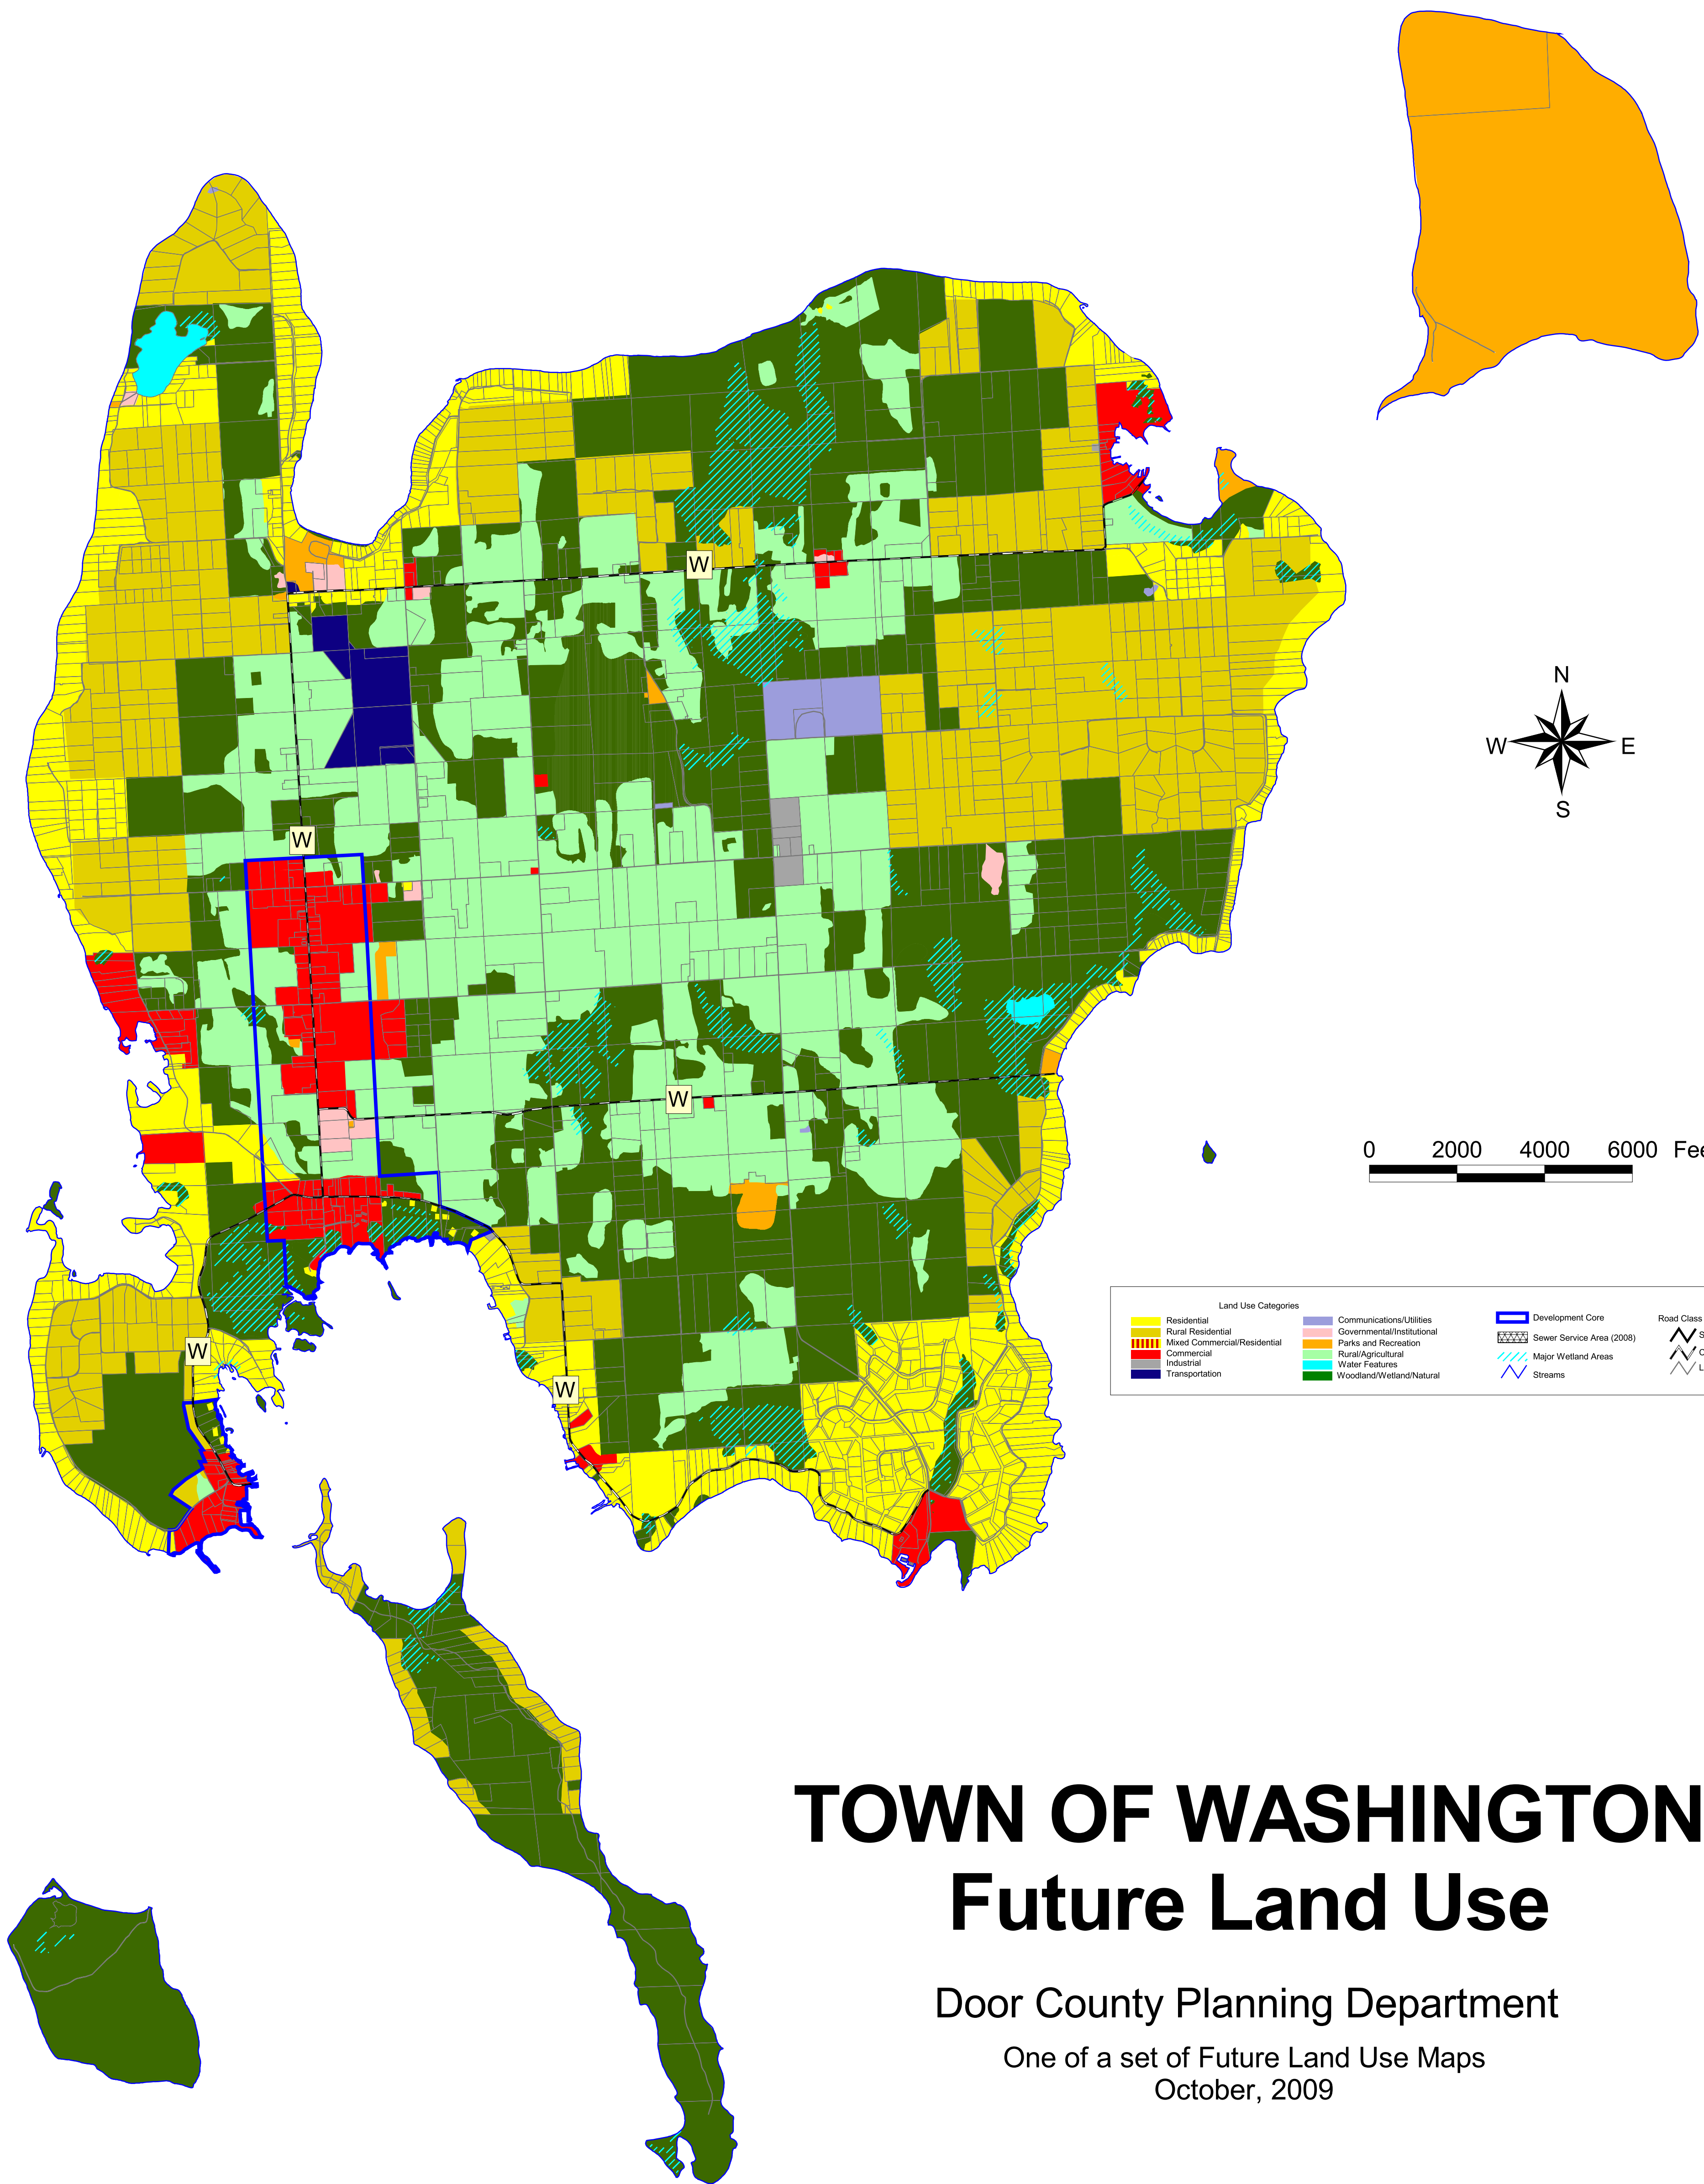 W
N
W E
S
W
W
0 2000 4000 6000
Land Use Categories
Residential
Rural Residential
Mixed Commercial/Residential
Commercial
Industrial
Transportation
Communications/Utilities
Governmental/Institutional
Parks and Recreation
Rural/Agricultural
Water Features
Woodland/Wetland/Natural
Development Core
Sewer Service Area (2008)
Major Wetland Areas
Streams
Road Class
S
C
L
W
W
TOWN OF WASHINGTON
Future Land Use
Door County Planning Department
One of a set of Future Land Use Maps
October, 2009